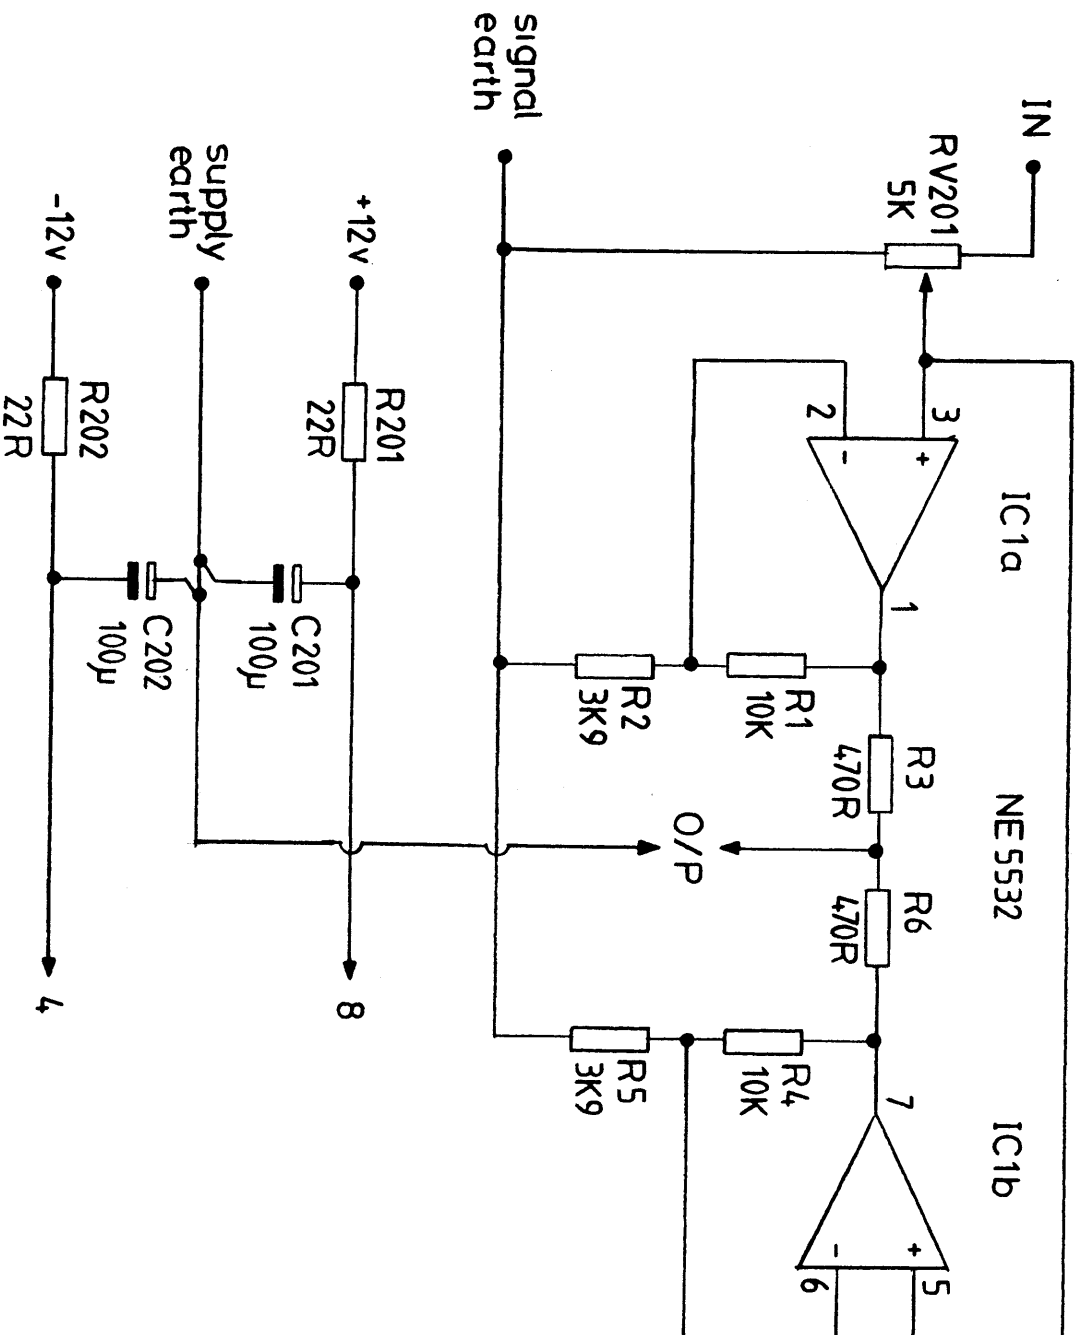 IN
RV201
5K
signal
earth
supply
earth
+12v
-12v
R201
22R
R202
22R
C201
100µ
C202
100µ
8
4
IC1a
3
+
2
-
1
R1
10K
R2
3K9
R3
470R
NE5532
O/P
R6
470R
R4
10K
R5
3K9
IC1b
7
+
5
-
6